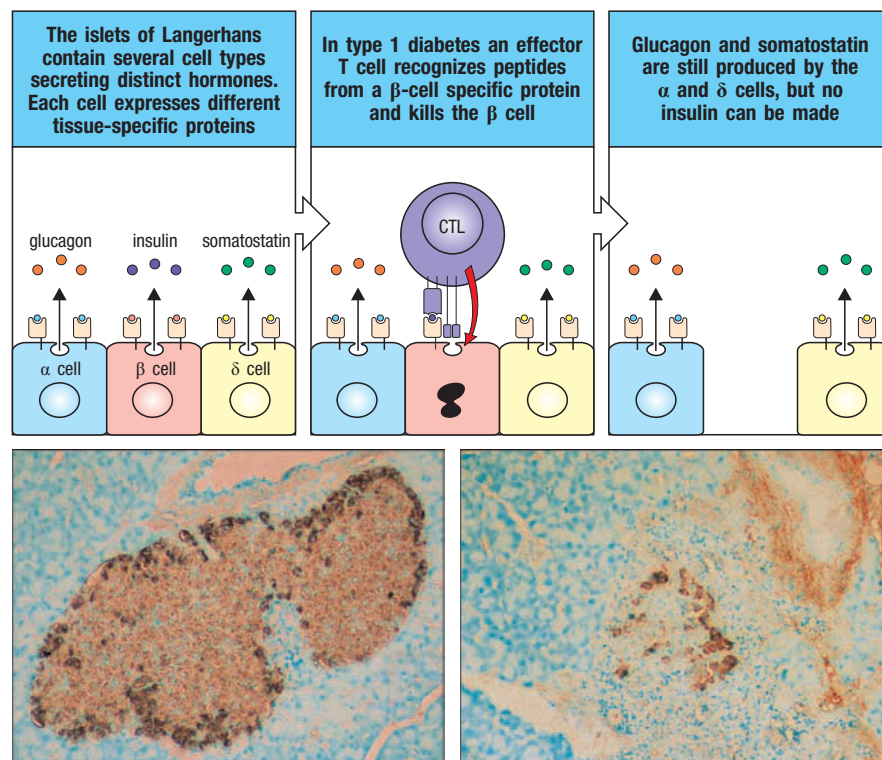 The islets of Langerhans
contain several cell types
secreting distinct hormones.
Each cell expresses different
tissue-specific proteins
In type 1 diabetes an effector
T cell recognizes peptides
from a β-cell specific protein
and kills the β cell
Glucagon and somatostatin
are still produced by the
α and δ cells, but no
insulin can be made
glucagon
insulin
somatostatin
α cell
β cell
δ cell
CTL